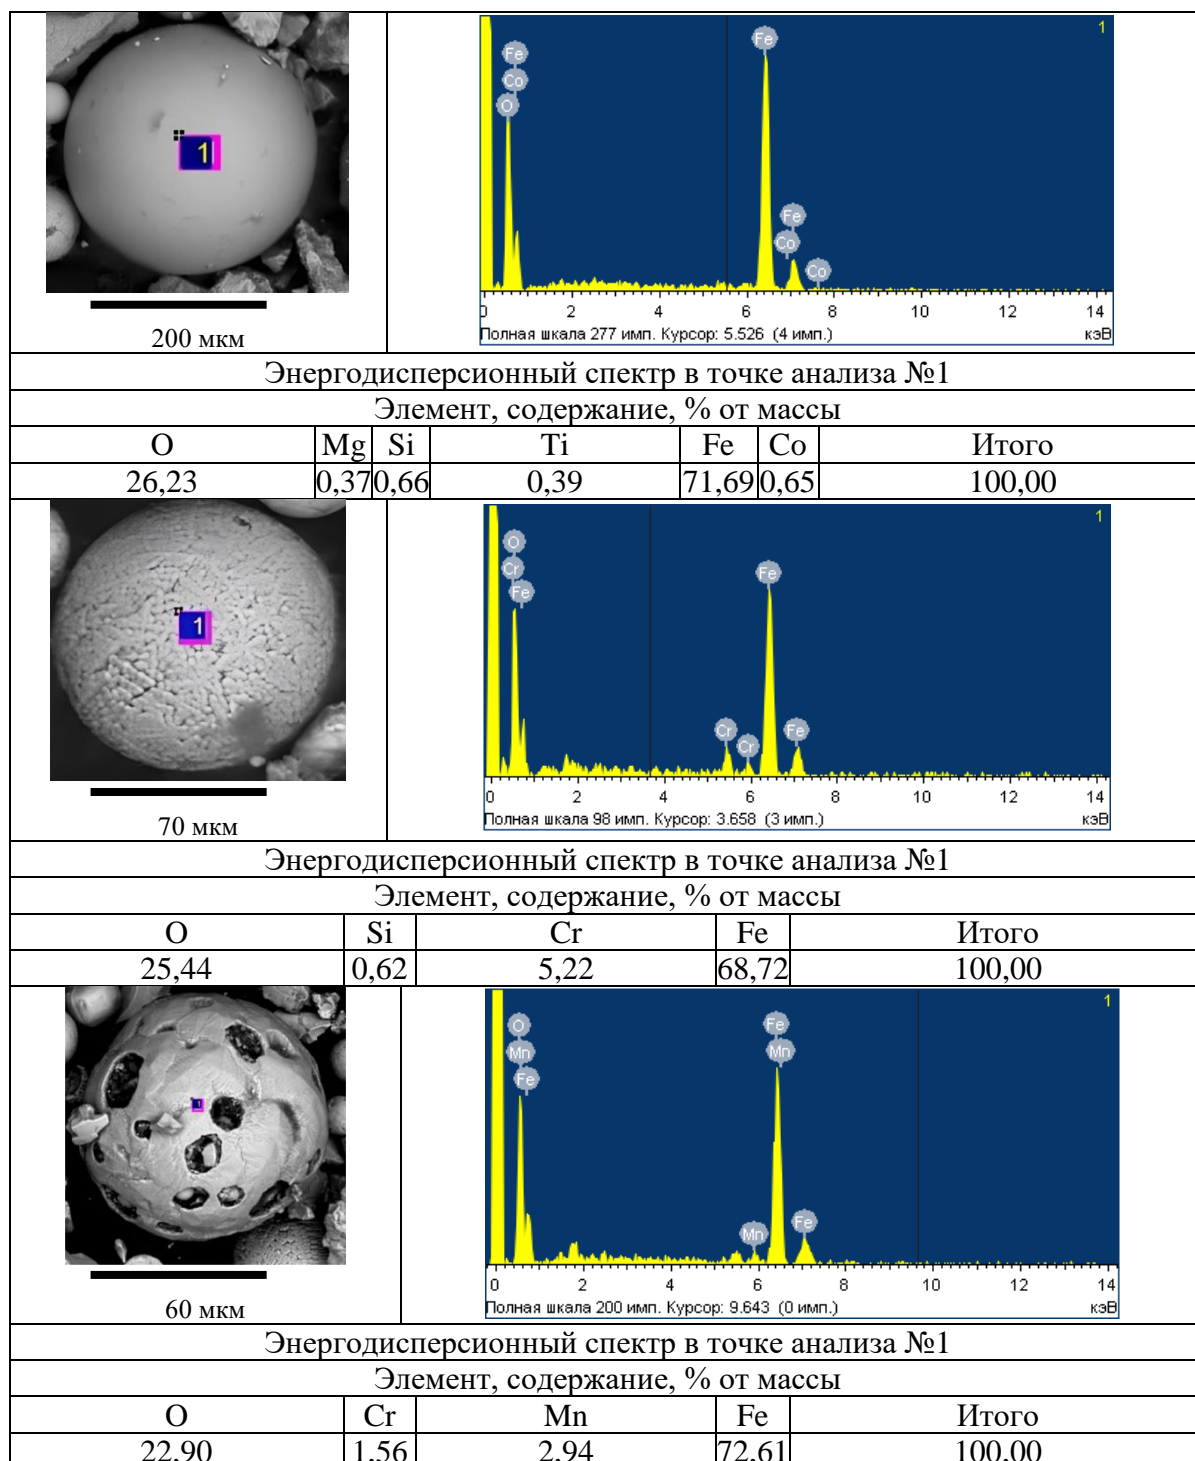 1
200 мкм
1
Fe
Co
O
Fe
Fe
Co
Co
0 2 4 6 8 10 12 14
Полная шкала 277 имп. Курсор: 5.526 (4 имп.) кэВ
Энергодисперсионный спектр в точке анализа №1
Элемент, содержание, % от массы
O Mg Si Ti Fe Co Итого
26,23 0,37 0,66 0,39 71,69 0,65 100,00
1
70 мкм
1
O
Cr
Fe
Fe
Cr
Cr
Fe
0 2 4 6 8 10 12 14
Полная шкала 98 имп. Курсор: 3.658 (3 имп.) кэВ
Энергодисперсионный спектр в точке анализа №1
Элемент, содержание, % от массы
O Si Cr Fe Итого
25,44 0,62 5,22 68,72 100,00
1
60 мкм
1
O
Mn
Fe
Fe
Mn
Mn
Fe
0 2 4 6 8 10 12 14
Полная шкала 200 имп. Курсор: 9.643 (0 имп.) кэВ
Энергодисперсионный спектр в точке анализа №1
Элемент, содержание, % от массы
O Cr Mn Fe Итого
22,90 1,56 2,94 72,61 100,00